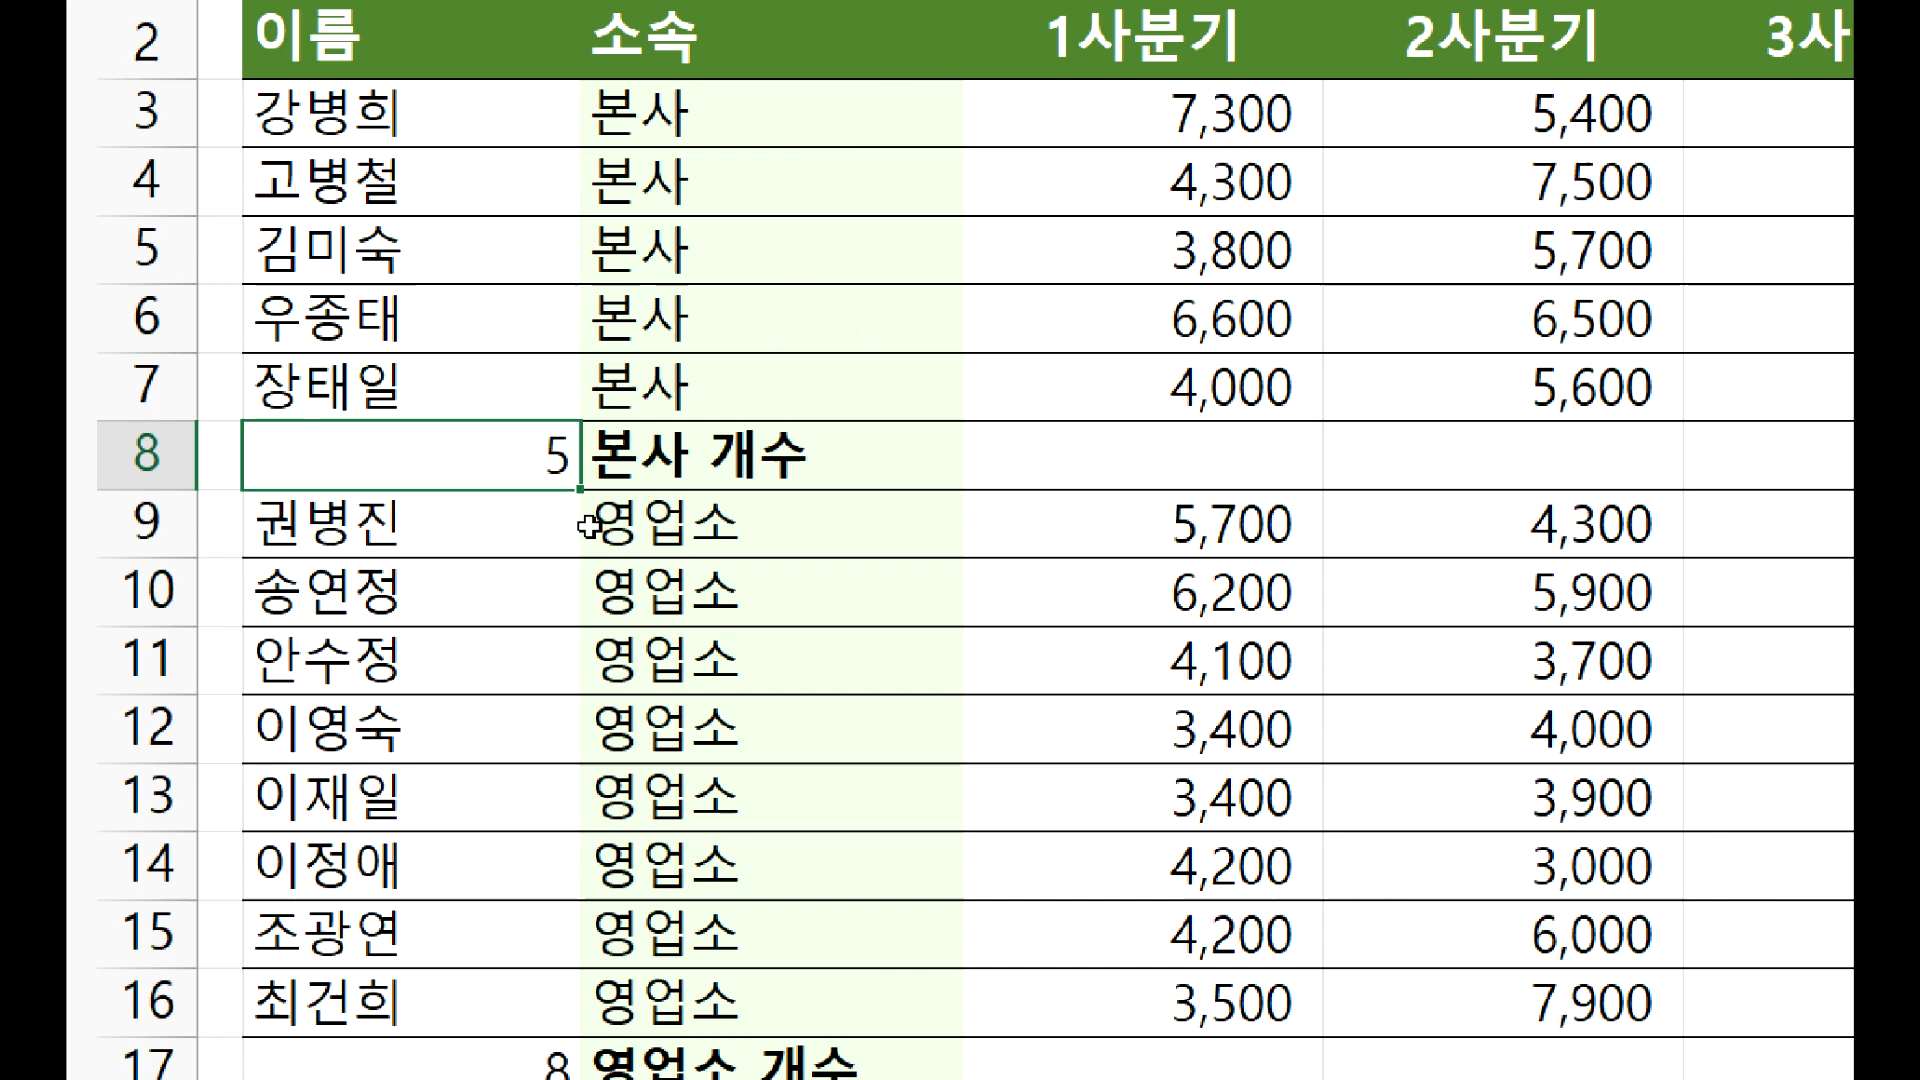 2 이름 소속 1사분기 2사분기 3사
3 강병희 본사 7,300 5,400
4 고병철 본사 4,300 7,500
5 김미숙 본사 3,800 5,700
6 우종태 본사 6,600 6,500
7 장태일 본사 4,000 5,600
8 5 본사 개수
9 권병진 영업소 5,700 4,300
10 송연정 영업소 6,200 5,900
11 안수정 영업소 4,100 3,700
12 이영숙 영업소 3,400 4,000
13 이재일 영업소 3,400 3,900
14 이정애 영업소 4,200 3,000
15 조광연 영업소 4,200 6,000
16 최건희 영업소 3,500 7,900
17 8 영업소 개수